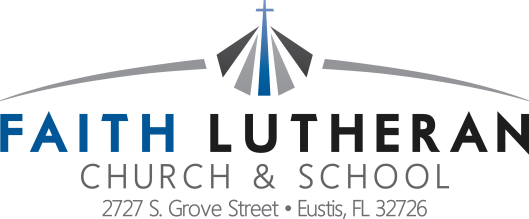 FAITH LUTHERAN
CHURCH & SCHOOL
2727 S. Grove Street • Eustis, FL 32726